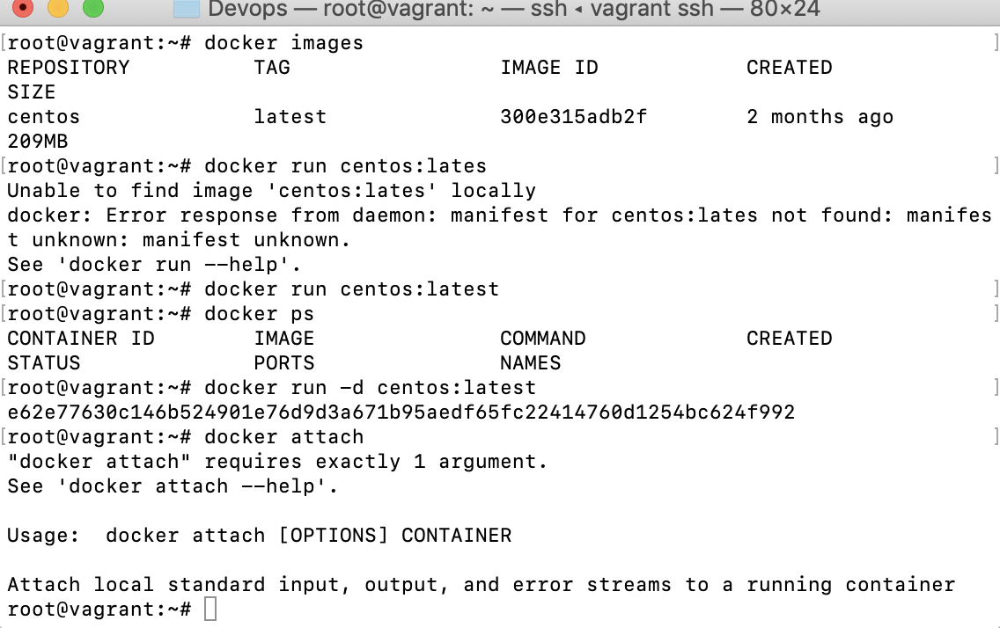 Devops — root@vagrant: ~ — ssh ◂ vagrant ssh — 80×24
[root@vagrant:~# docker images ]
REPOSITORY TAG IMAGE ID CREATED
SIZE
centos latest 300e315adb2f 2 months ago
209MB
[root@vagrant:~# docker run centos:lates ]
Unable to find image 'centos:lates' locally
docker: Error response from daemon: manifest for centos:lates not found: manifes
t unknown: manifest unknown.
See 'docker run --help'.
[root@vagrant:~# docker run centos:latest ]
[root@vagrant:~# docker ps ]
CONTAINER ID IMAGE COMMAND CREATED
STATUS PORTS NAMES
[root@vagrant:~# docker run -d centos:latest ]
e62e77630c146b524901e76d9d3a671b95aedf65fc22414760d1254bc624f992
[root@vagrant:~# docker attach ]
"docker attach" requires exactly 1 argument.
See 'docker attach --help'.
Usage: docker attach [OPTIONS] CONTAINER
Attach local standard input, output, and error streams to a running container
root@vagrant:~#